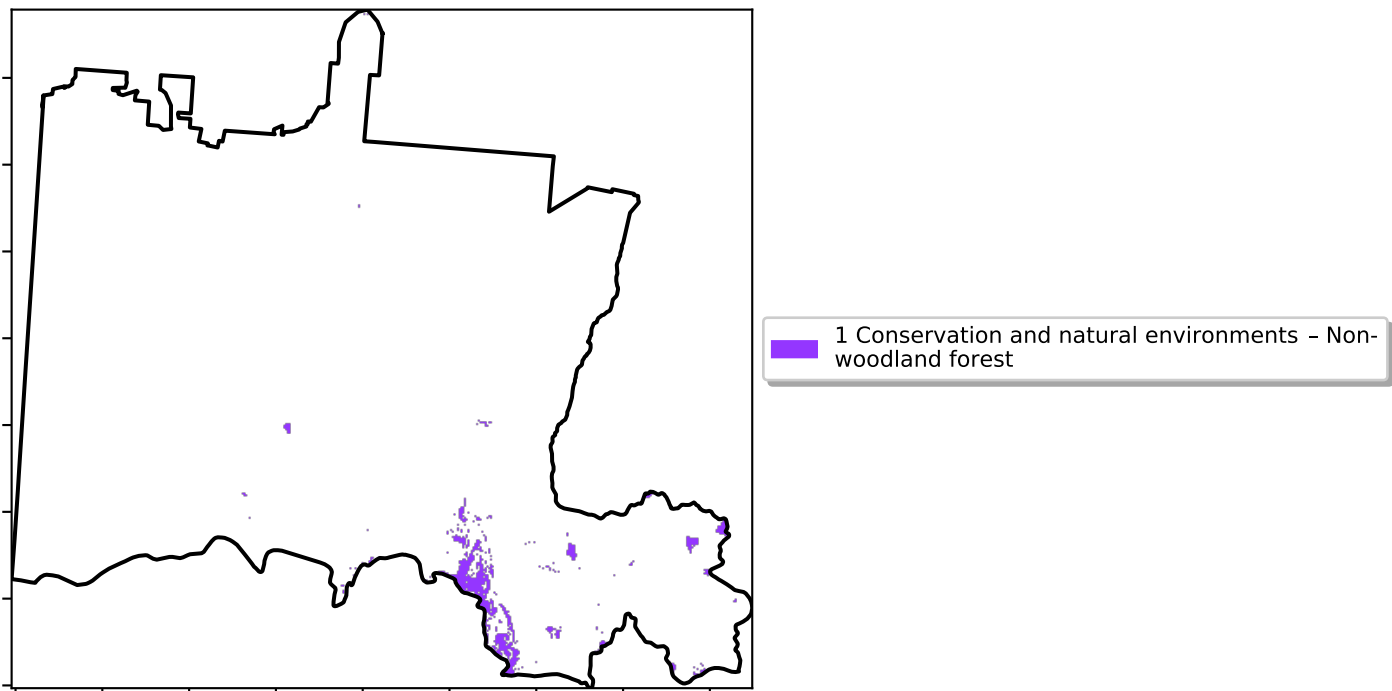 1 Conservation and natural environments – Non-
woodland forest